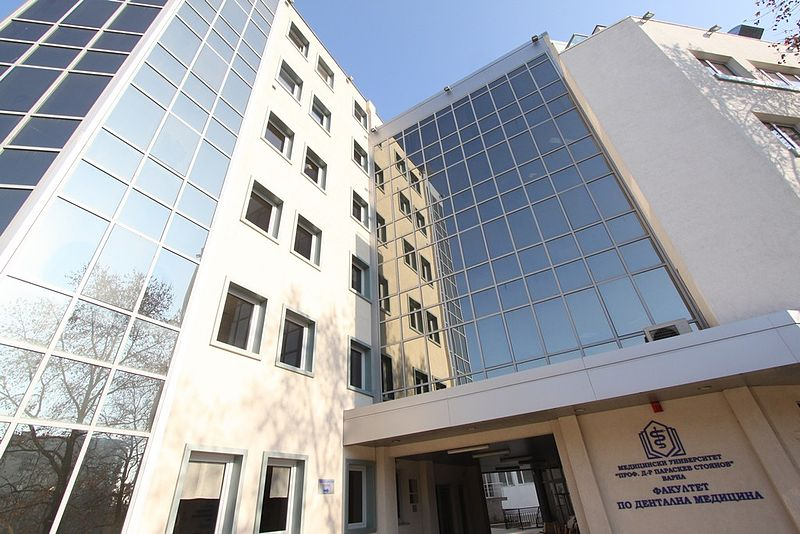 МЕДИЦИНСКИ УНИВЕРСИТЕТ
"ПРОФ. Д-Р ПАРАСКЕВ СТОЯНОВ"
ВАРНА
ФАКУЛТЕТ
ПО ДЕНТАЛНА МЕДИЦИНА